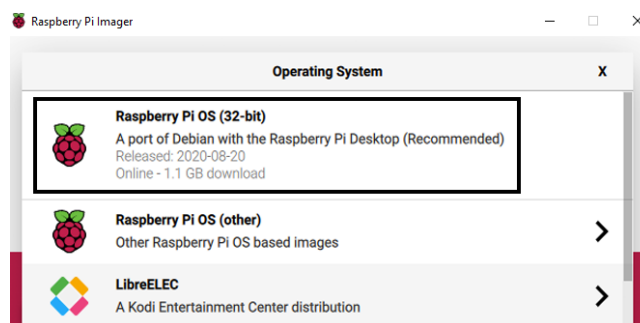 Raspberry Pi Imager
Operating System
X
Raspberry Pi OS (32-bit)
A port of Debian with the Raspberry Pi Desktop (Recommended)
Released: 2020-08-20
Online - 1.1 GB download
Raspberry Pi OS (other)
Other Raspberry Pi OS based images
LibreELEC
A Kodi Entertainment Center distribution